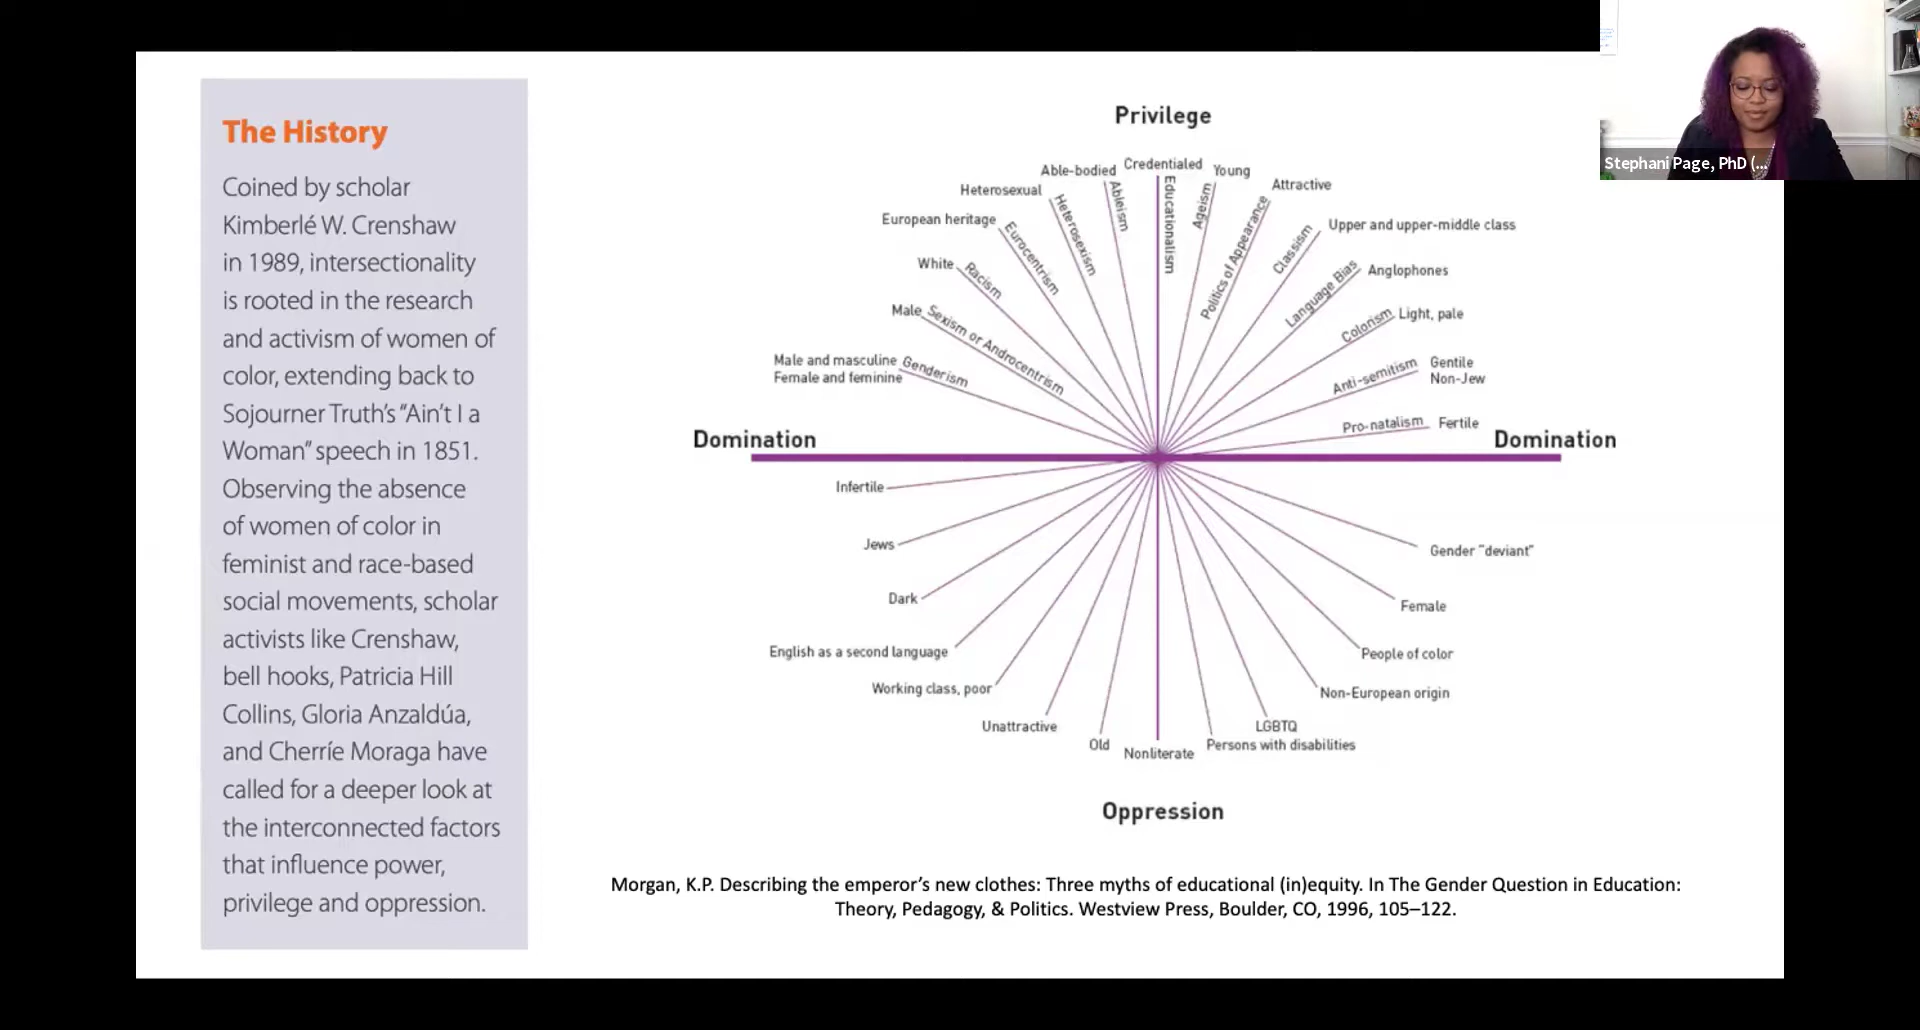 The History
Coined by scholar
Kimberlé W. Crenshaw
in 1989, intersectionality
is rooted in the research
and activism of women of
color, extending back to
Sojourner Truth's "Ain't I a
Woman" speech in 1851.
Observing the absence
of women of color in
feminist and race-based
social movements, scholar
activists like Crenshaw,
bell hooks, Patricia Hill
Collins, Gloria Anzaldúa,
and Cherríe Moraga have
called for a deeper look at
the interconnected factors
that influence power,
privilege and oppression.
Privilege
Credentialed
Able-bodied
Young
Heterosexual
Attractive
European heritage
Upper and upper-middle class
White
Anglophones
Male
Light, pale
Male and masculine
Female and feminine
Gentile
Non-Jew
Fertile
Genderism
Sexism or Androcentrism
Racism
Eurocentrism
Heterosexism
Ableism
Educationalism
Ageism
Politics of Appearance
Classism
Language Bias
Colorism
Anti-semitism
Pro-natalism
Domination
Domination
Infertile
Jews
Dark
English as a second language
Working class, poor
Unattractive
Old
Nonliterate
Persons with disabilities
LGBTQ
Non-European origin
People of color
Female
Gender "deviant"
Oppression
Morgan, K.P. Describing the emperor's new clothes: Three myths of educational (in)equity. In The Gender Question in Education:
Theory, Pedagogy, & Politics. Westview Press, Boulder, CO, 1996, 105–122.
Stephani Page, PhD (...